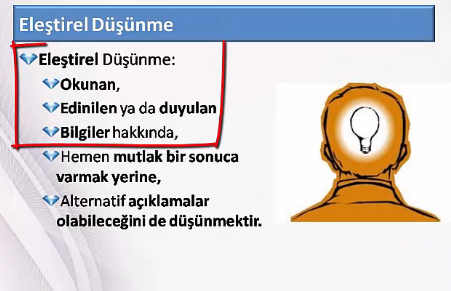 Eleştirel Düşünme
Eleştirel Düşünme:
Okunan,
Edinilen ya da duyulan
Bilgiler hakkında,
Hemen mutlak bir sonuca
varmak yerine,
Alternatif açıklamalar
olabileceğini de düşünmektir.